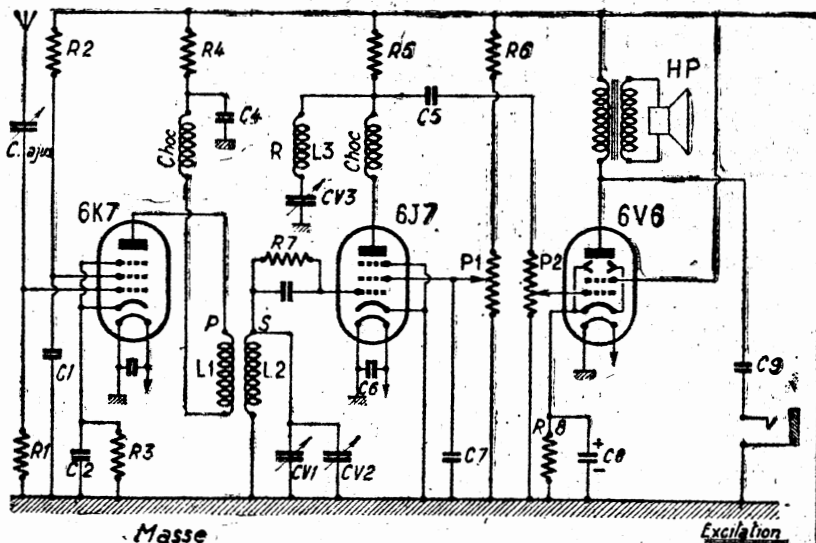 R2
R4
R5
R6
HP
C4
C5
C. ajus
Choc
R
L3
Choc
CV3
6K7
6J7
6V6
R7
P1
P2
P
S
L1
L2
C1
C6
C9
R1
C2
R3
CV1
CV2
C7
R8
+
C8
-
Masse
Excitation